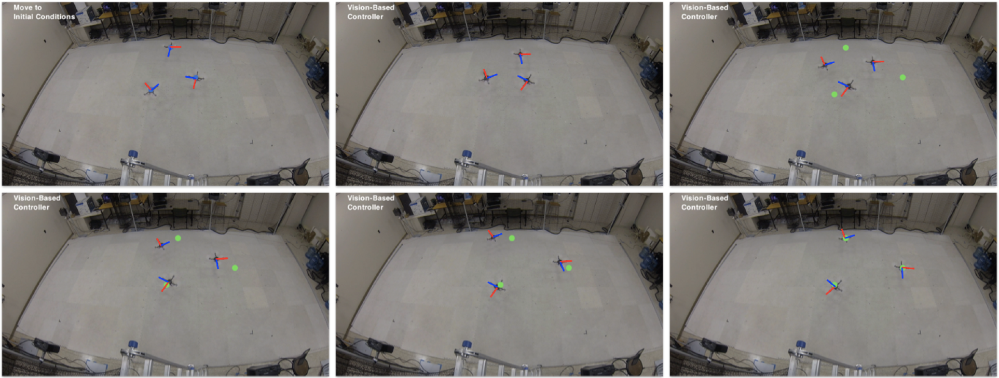 Move to
Initial Conditions
Vision-Based
Controller
Vision-Based
Controller
Vision-Based
Controller
Vision-Based
Controller
Vision-Based
Controller